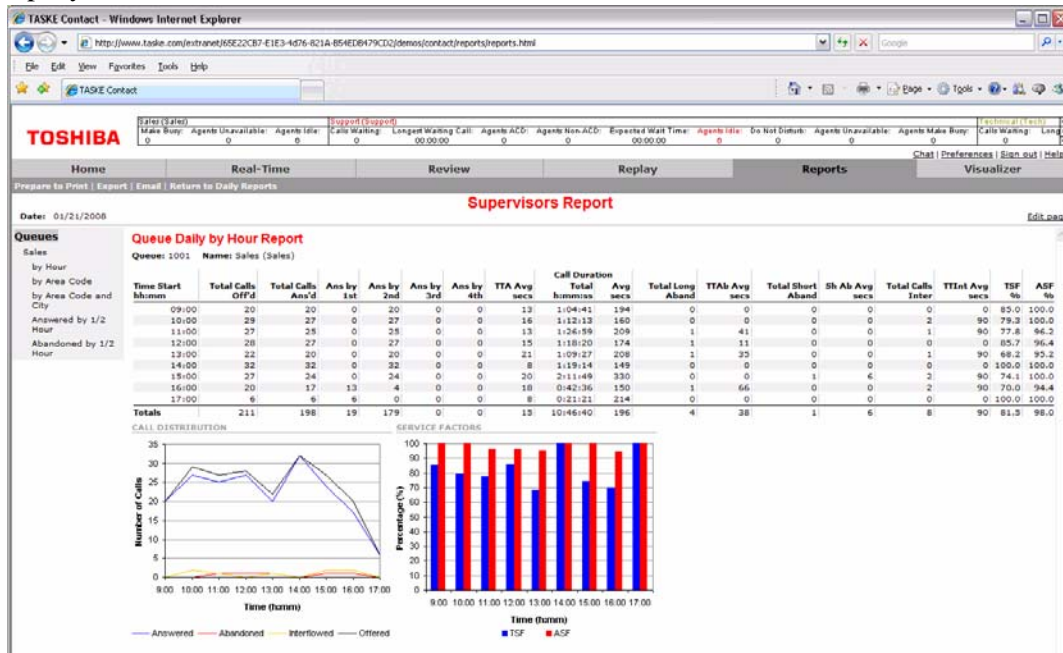 TASKE Contact - Windows Internet Explorer
http://www.taske.com/extranet/65E22CB7-E1E3-4d76-821A-B54EDB479CD2/demos/contact/reports/reports.html
Google
File Edit View Favorites Tools Help
TASKE Contact
Page Tools
TOSHIBA
Sales (Sales) Support (Support) Technical (Tech)
Make Busy: Agents Unavailable: Agents Idle: Calls Waiting: Longest Waiting Call: Agents ACD: Agents Non-ACD: Expected Wait Time: Agents Idle: Do Not Disturb: Agents Unavailable: Agents Make Busy: Calls Waiting: Long
0 0 0 0 00:00:00 0 0 00:00:00 0 0 0 0 0
Chat | Preferences | Sign out | Help
Home Real-Time Review Replay Reports Visualizer
Prepare to Print | Export | Email | Return to Daily Reports
Supervisors Report
Date: 01/21/2008
Edit pag
Queues
Sales
by Hour
by Area Code
by Area Code and City
Answered by 1/2 Hour
Abandoned by 1/2 Hour
Queue Daily by Hour Report
Queue: 1001 Name: Sales (Sales)
Call Duration
Time Start Total Calls Total Calls Ans by Ans by Ans by Ans by TTA Avg Total Avg Total Long TTAb Avg Total Short Sh Ab Avg Total Calls TTInt Avg TSF ASF
hh:mm Off'd Ans'd 1st 2nd 3rd 4th secs h:mm:ss secs Aband secs Aband secs Inter secs % %
09:00 20 20 0 20 0 0 13 1:04:41 194 0 0 0 0 0 0 85.0 100.0
10:00 29 27 0 27 0 0 16 1:12:13 160 0 0 0 0 2 90 79.3 100.0
11:00 27 25 0 25 0 0 13 1:26:59 209 1 41 0 0 1 90 77.8 96.2
12:00 28 27 0 27 0 0 15 1:18:20 174 1 11 0 0 0 0 85.7 96.4
13:00 22 20 0 20 0 0 21 1:09:27 208 1 35 0 0 1 90 68.2 95.2
14:00 32 32 0 32 0 0 8 1:19:14 149 0 0 0 0 0 0 100.0 100.0
15:00 27 24 0 24 0 0 20 2:11:49 330 0 0 1 6 2 90 74.1 100.0
16:00 20 17 13 4 0 0 18 0:42:36 150 1 66 0 0 2 90 70.0 94.4
17:00 6 6 6 0 0 0 8 0:21:21 214 0 0 0 0 0 0 100.0 100.0
Totals 211 198 19 179 0 0 15 10:46:40 196 4 38 1 6 8 90 81.5 98.0
CALL DISTRIBUTION
Number of Calls
35
30
25
20
15
10
5
0
9:00 10:00 11:00 12:00 13:00 14:00 15:00 16:00 17:00
Time (h:mm)
Answered Abandoned Interflowed Offered
SERVICE FACTORS
Percentage (%)
100
90
80
70
60
50
40
30
20
10
0
9:00 10:00 11:00 12:00 13:00 14:00 15:00 16:00 17:00
Time (h:mm)
TSF ASF